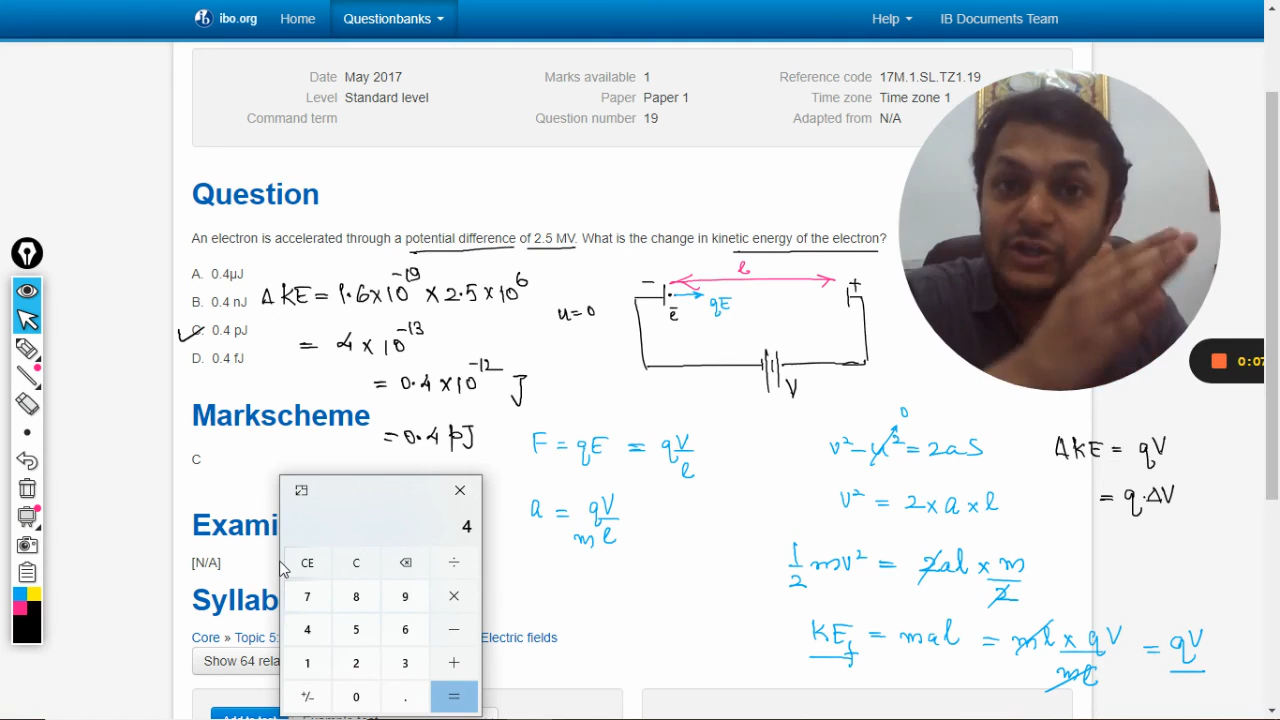 ibo.org Home Questionbanks Help IB Documents Team
Date May 2017 Marks available 1 Reference code 17M.1.SL.TZ1.19
Level Standard level Paper Paper 1 Time zone Time zone 1
Command term Question number 19 Adapted from N/A
Question
An electron is accelerated through a potential difference of 2.5 MV. What is the change in kinetic energy of the electron?
A. 0.4μJ
B. 0.4 nJ
C. 0.4 pJ
D. 0.4 fJ
ΔKE = 1.6×10⁻¹⁹ × 2.5×10⁶
= 4 × 10⁻¹³
= 0.4 × 10⁻¹² J
= 0.4 pJ
u=0
l
− +
e̅
qE
V
Markscheme
C
F = qE = qV/l
a = qV/ml
v² − u² = 2as
0
v² = 2 × a × l
1/2 mv² = 2al × m/2
KEf = mal = ml × qV/ml = qV
ΔKE = qV
= q·ΔV
0:07
Exami
[N/A]
Syllab
Core » Topic 5: Electric fields
Show 64 rela
4
CE C ⌫ ÷
7 8 9 ×
4 5 6 −
1 2 3 +
+/− 0 . =